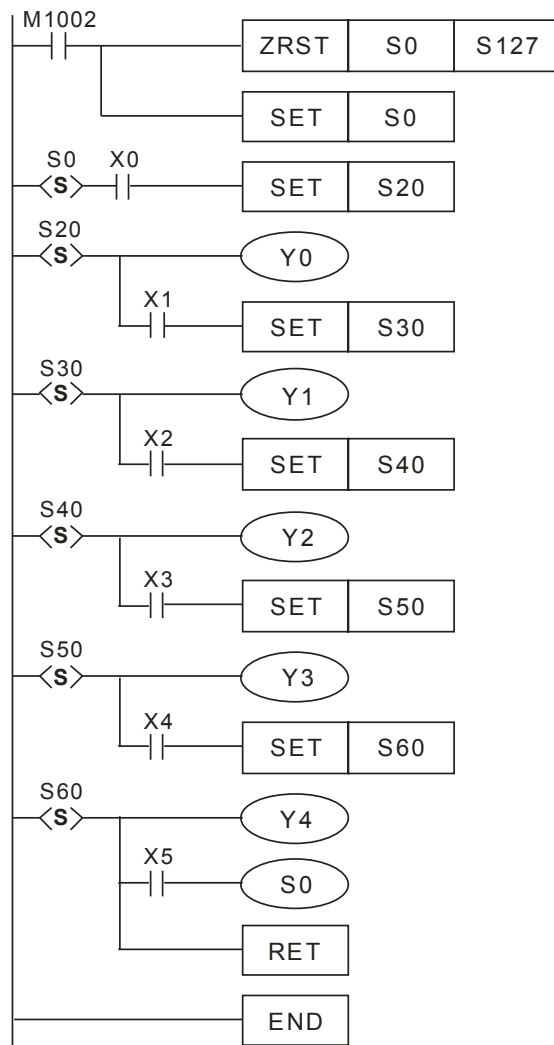 M1002
ZRST S0 S127
SET S0
S0 X0
S SET S20
S20
S Y0
X1
SET S30
S30
S Y1
X2
SET S40
S40
S Y2
X3
SET S50
S50
S Y3
X4
SET S60
S60
S Y4
X5
S0
RET
END